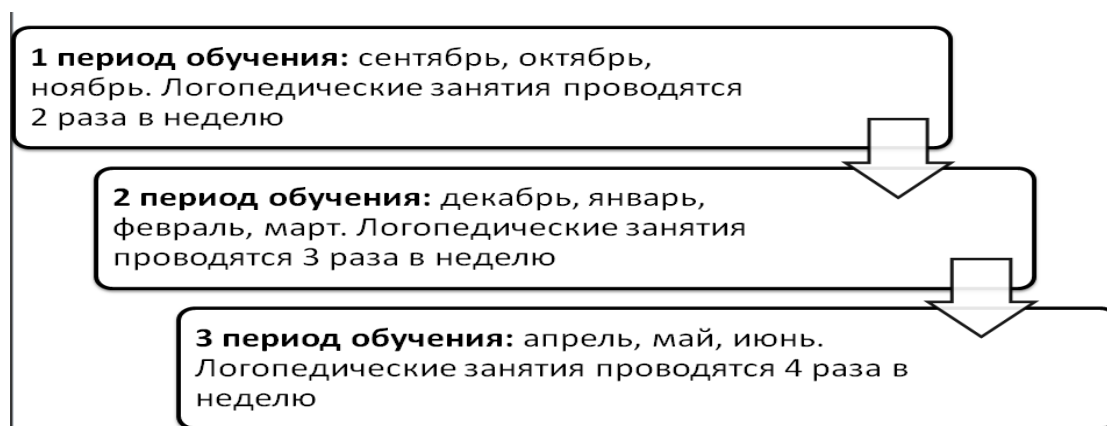 1 период обучения: сентябрь, октябрь,
ноябрь. Логопедические занятия проводятся
2 раза в неделю
2 период обучения: декабрь, январь,
февраль, март. Логопедические занятия
проводятся 3 раза в неделю
3 период обучения: апрель, май, июнь.
Логопедические занятия проводятся 4 раза в
неделю